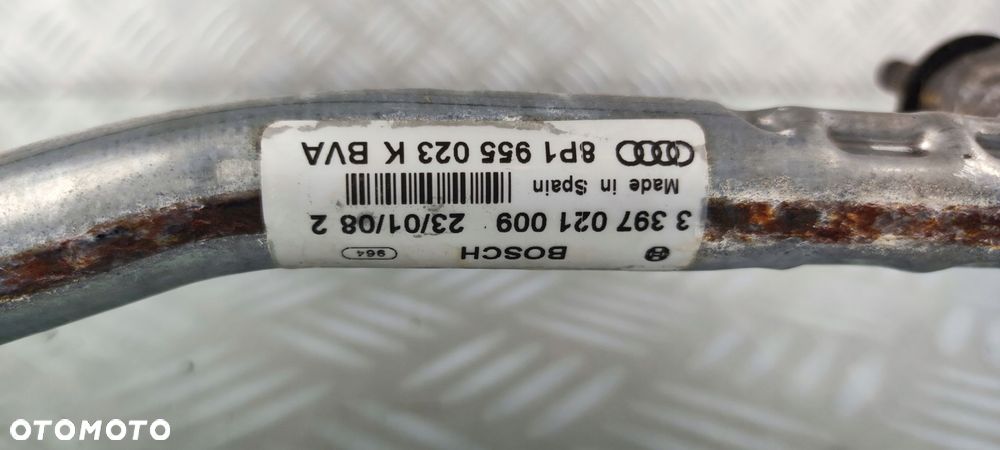 BOSCH 964
3 397 021 009 23/01/08 2
Made in Spain
8P1 955 023 K BVA
OTOMOTO